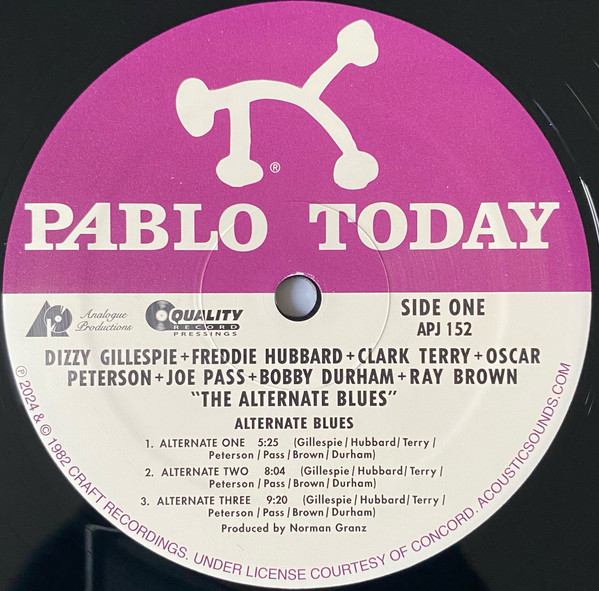 ®
PABLO TODAY
Analogue
Productions
QUALITY
RECORD
PRESSINGS
SIDE ONE
APJ 152
DIZZY GILLESPIE+FREDDIE HUBBARD+CLARK TERRY+OSCAR
PETERSON+JOE PASS+BOBBY DURHAM+RAY BROWN
"THE ALTERNATE BLUES"
ALTERNATE BLUES
1. ALTERNATE ONE 5:25 (Gillespie/Hubbard/Terry/
Peterson/Pass/Brown/Durham)
2. ALTERNATE TWO 8:04 (Gillespie/Hubbard/Terry/
Peterson/Pass/Brown/Durham)
3. ALTERNATE THREE 9:20 (Gillespie/Hubbard/Terry/
Peterson/Pass/Brown/Durham)
Produced by Norman Granz
℗ 2024 & © 1982 CRAFT RECORDINGS. UNDER LICENSE COURTESY OF CONCORD. ACOUSTICSOUNDS.COM